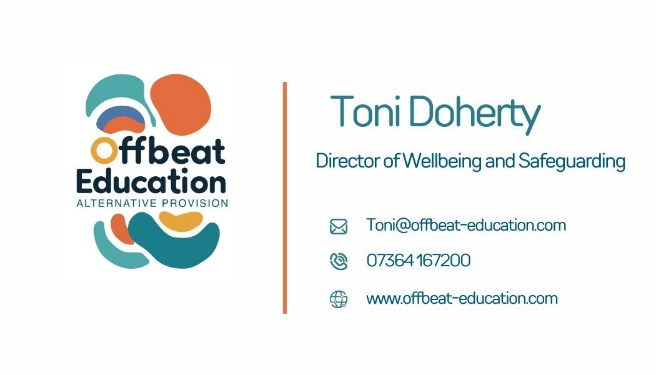 Offbeat
Education
ALTERNATIVE PROVISION
Toni Doherty
Director of Wellbeing and Safeguarding
Toni@offbeat-education.com
07364 167200
www.offbeat-education.com